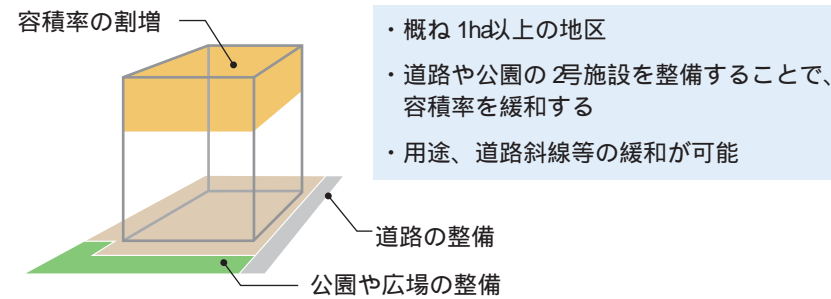 容積率の割増
・概ね 1ha以上の地区
・道路や公園の 2号施設を整備することで、
容積率を緩和する
・用途、道路斜線等の緩和が可能
道路の整備
公園や広場の整備